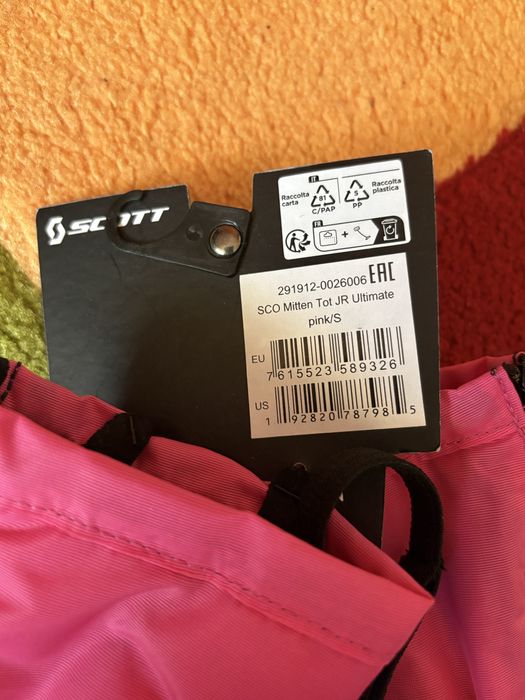 SCOTT
IT
Raccolta
carta
81
C/PAP
5
PP
Raccolta
plastica
FR
+
291912-0026006 EAC
SCO Mitten Tot JR Ultimate
pink/S
EU
7 615523 589326
US
1 92820 78798 5